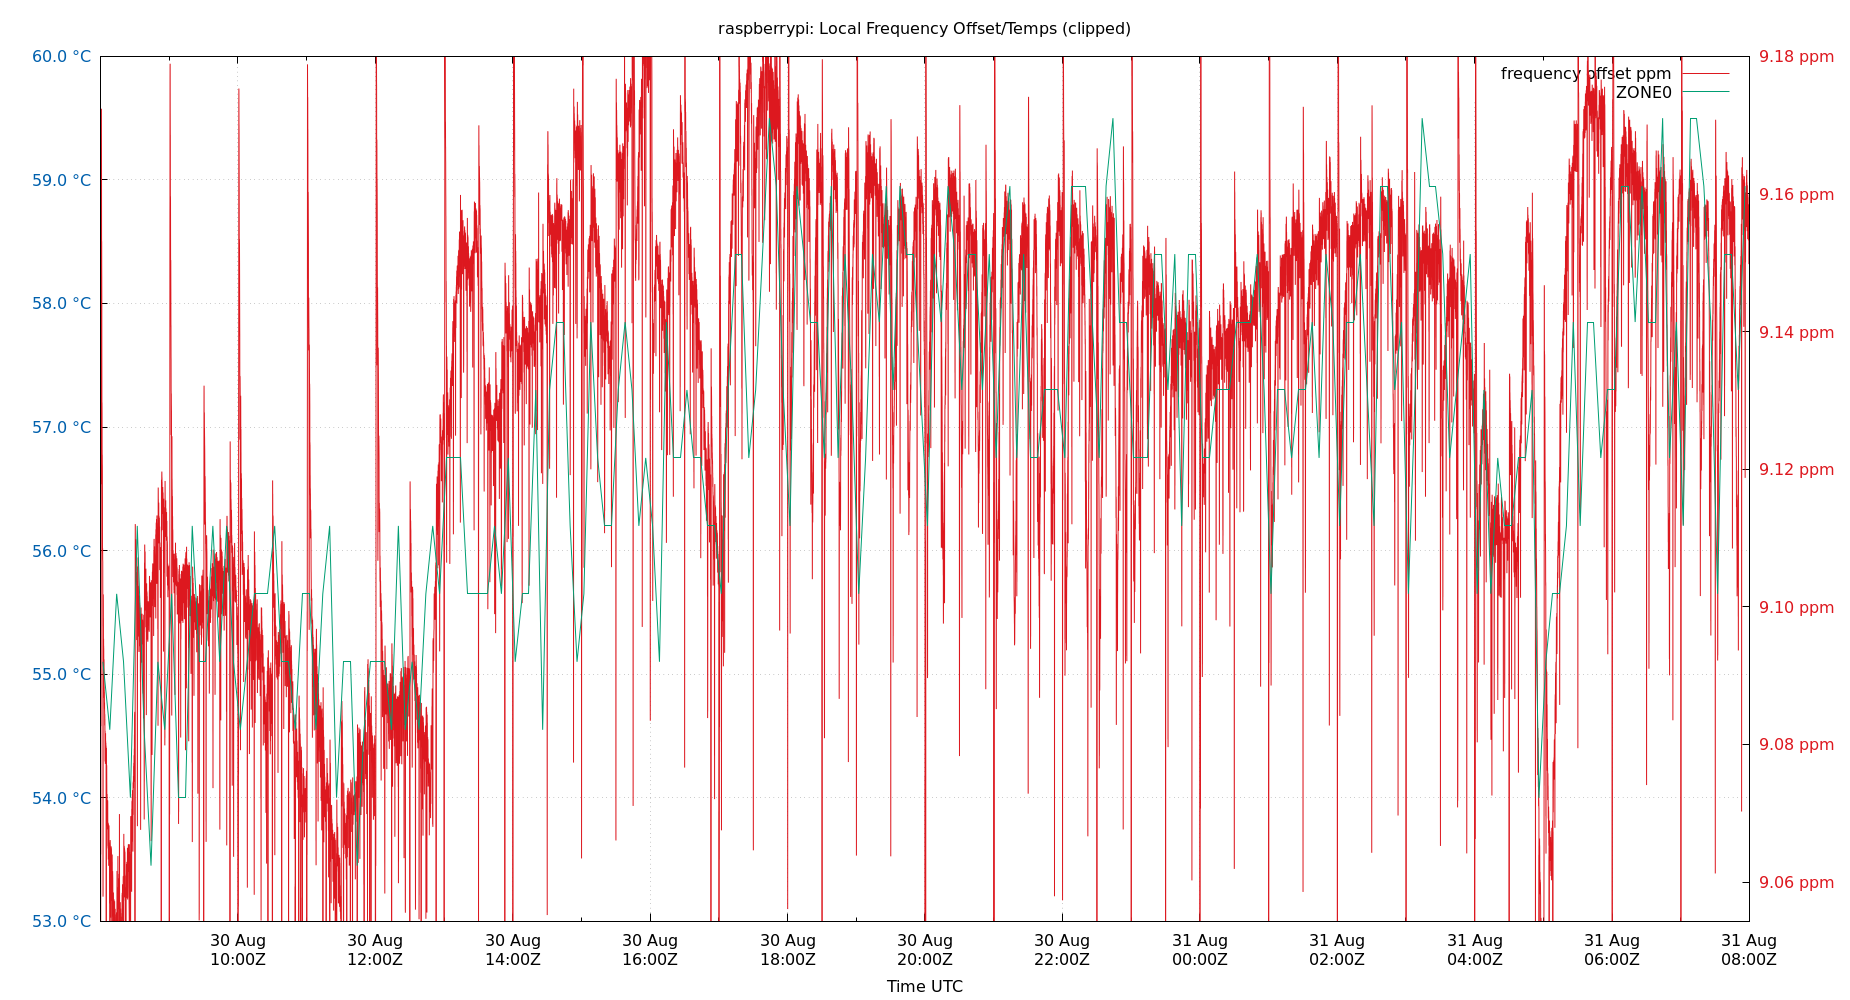 raspberrypi: Local Frequency Offset/Temps (clipped)
60.0 °C
59.0 °C
58.0 °C
57.0 °C
56.0 °C
55.0 °C
54.0 °C
53.0 °C
9.18 ppm
9.16 ppm
9.14 ppm
9.12 ppm
9.10 ppm
9.08 ppm
9.06 ppm
frequency offset ppm
ZONE0
30 Aug
10:00Z
30 Aug
12:00Z
30 Aug
14:00Z
30 Aug
16:00Z
30 Aug
18:00Z
30 Aug
20:00Z
30 Aug
22:00Z
31 Aug
00:00Z
31 Aug
02:00Z
31 Aug
04:00Z
31 Aug
06:00Z
31 Aug
08:00Z
Time UTC